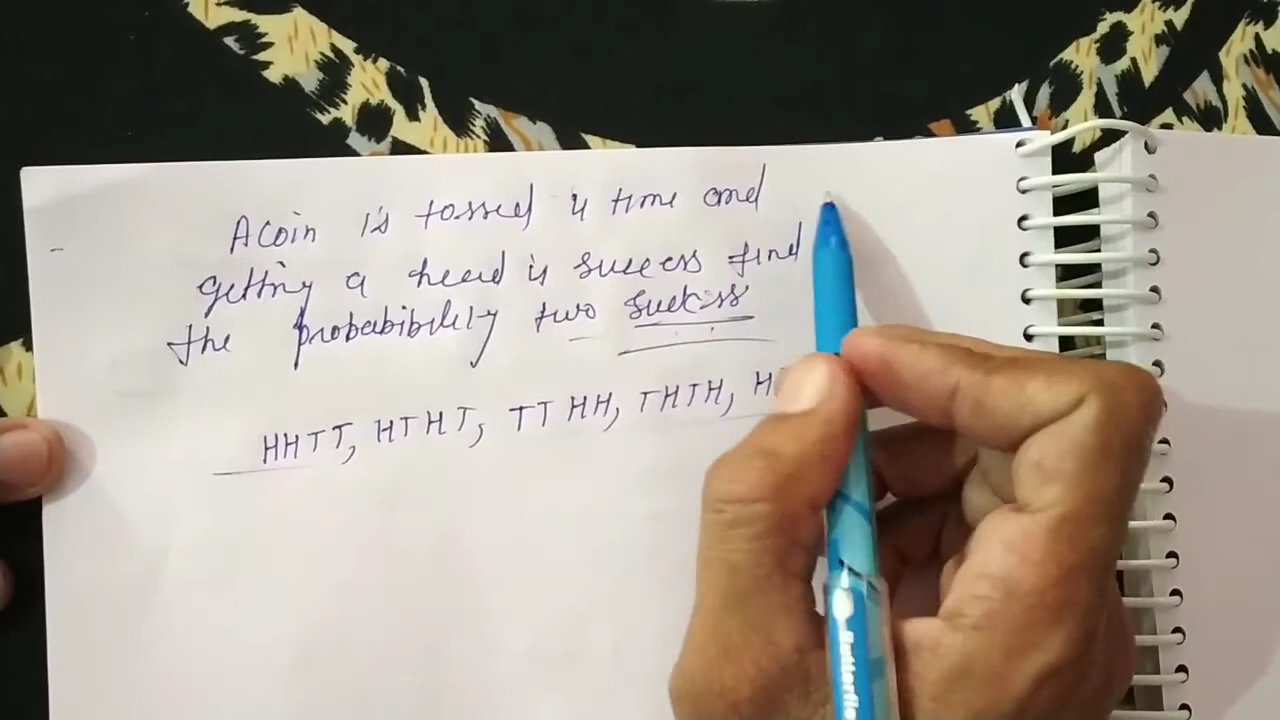 A coin is tossed 4 time and
getting a head is success find
the probability two success
HHTT, HTHT, TTHH, THTH, H
Butterflo